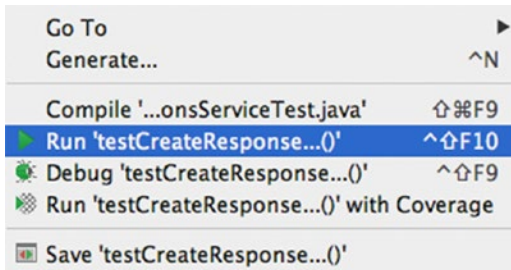 Go To
Generate... ^N
Compile '...onsServiceTest.java' ⇧⌘F9
Run 'testCreateResponse...()' ^⇧F10
Debug 'testCreateResponse...()' ^⇧F9
Run 'testCreateResponse...()' with Coverage
Save 'testCreateResponse...()'